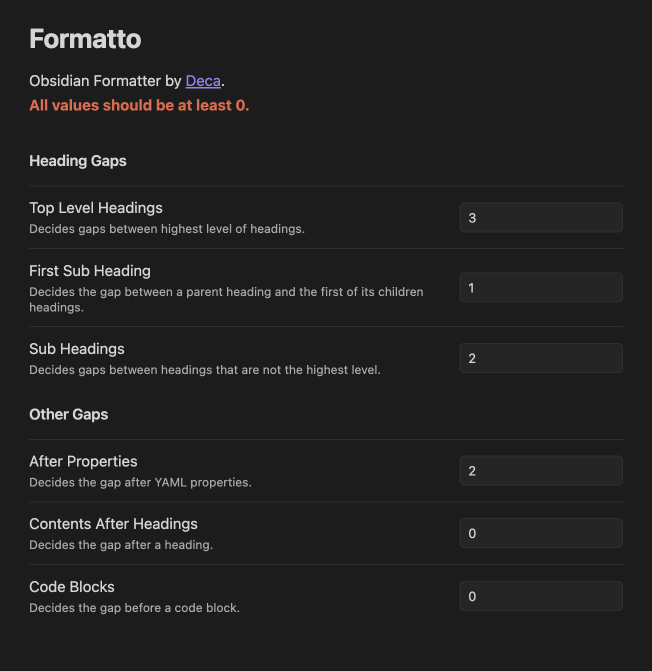 Formatto
Obsidian Formatter by Deca.
All values should be at least 0.
Heading Gaps
Top Level Headings
Decides gaps between highest level of headings.
3
First Sub Heading
Decides the gap between a parent heading and the first of its children
headings.
1
Sub Headings
Decides gaps between headings that are not the highest level.
2
Other Gaps
After Properties
Decides the gap after YAML properties.
2
Contents After Headings
Decides the gap after a heading.
0
Code Blocks
Decides the gap before a code block.
0